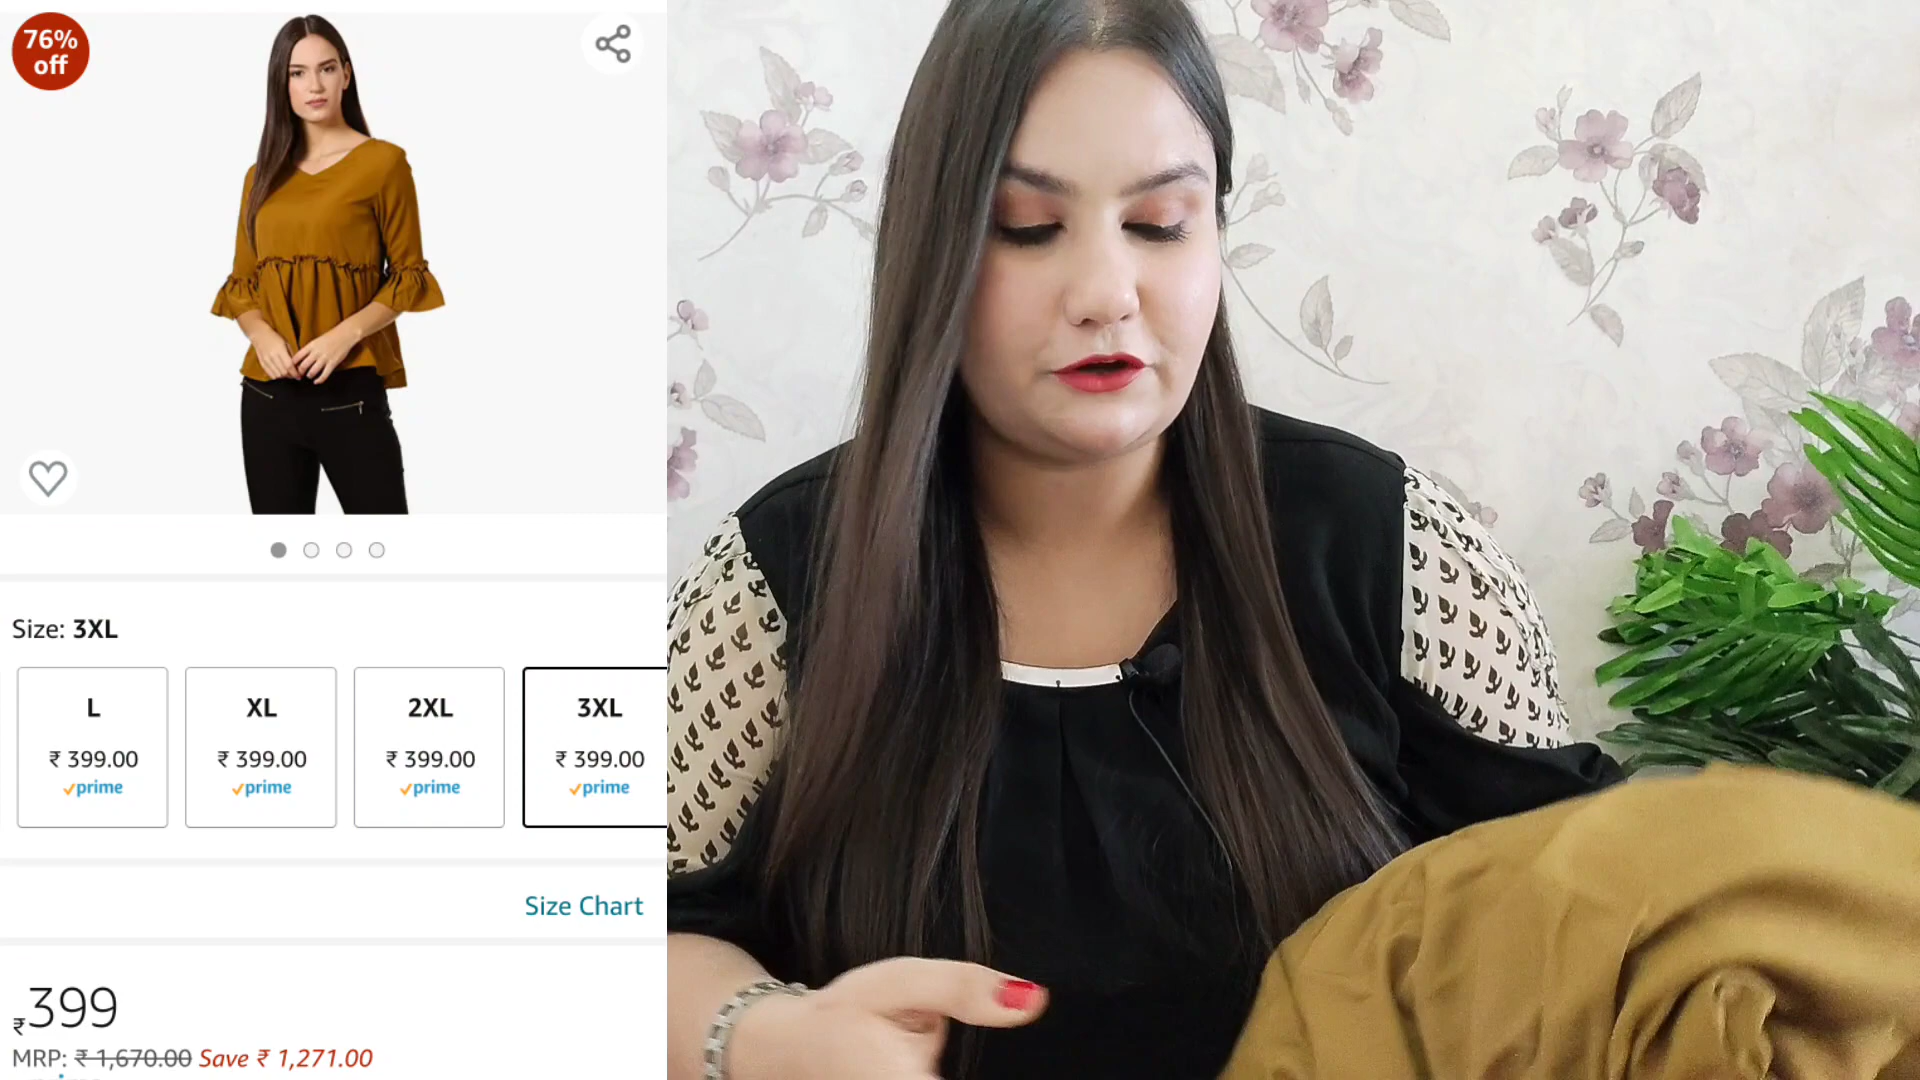 76%
off
Size: 3XL
L
₹ 399.00
prime
XL
₹ 399.00
prime
2XL
₹ 399.00
prime
3XL
₹ 399.00
prime
Size Chart
₹399
MRP: ₹ 1,670.00 Save ₹ 1,271.00